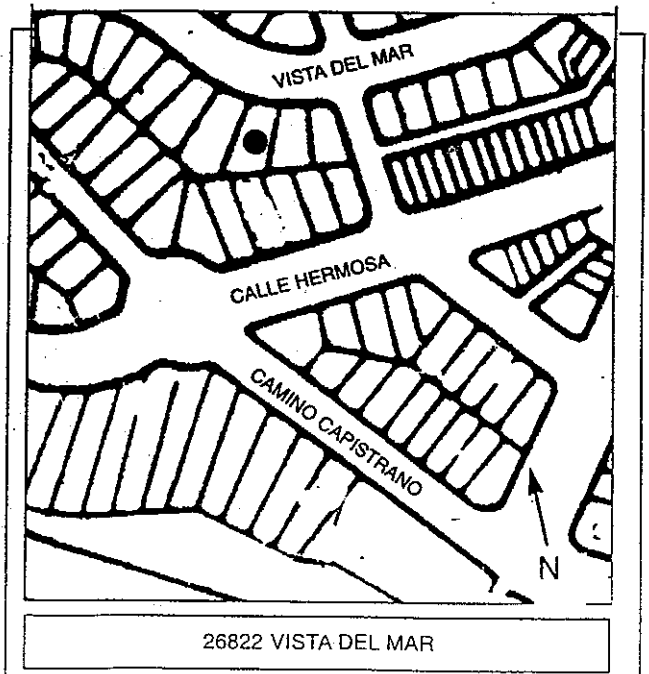 VISTA DEL MAR
CALLE HERMOSA
CAMINO CAPISTRANO
N
26822 VISTA DEL MAR